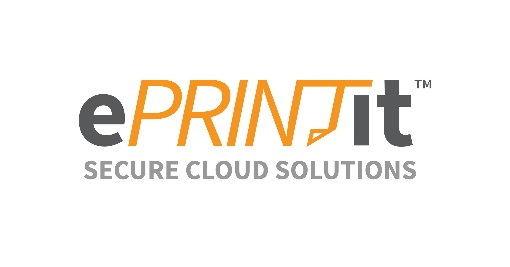 ePRINTit™
SECURE CLOUD SOLUTIONS